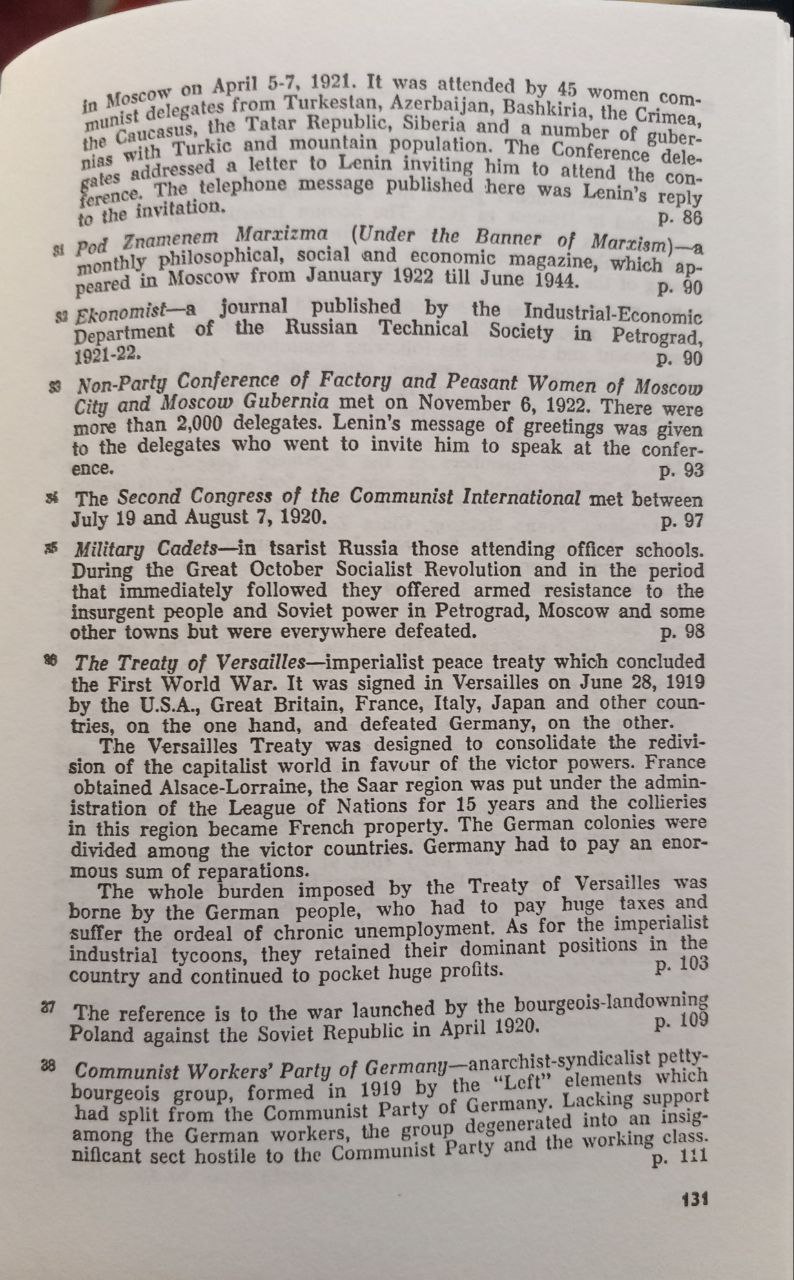 in Moscow on April 5-7, 1921. It was attended by 45 women com-
munist delegates from Turkestan, Azerbaijan, Bashkiria, the Crimea,
the Caucasus, the Tatar Republic, Siberia and a number of guber-
nias with Turkic and mountain population. The Conference dele-
gates addressed a letter to Lenin inviting him to attend the con-
ference. The telephone message published here was Lenin's reply
to the invitation. p. 86
31 Pod Znamenem Marxizma (Under the Banner of Marxism)—a
monthly philosophical, social and economic magazine, which ap-
peared in Moscow from January 1922 till June 1944. p. 90
32 Ekonomist—a journal published by the Industrial-Economic
Department of the Russian Technical Society in Petrograd,
1921-22. p. 90
33 Non-Party Conference of Factory and Peasant Women of Moscow
City and Moscow Gubernia met on November 6, 1922. There were
more than 2,000 delegates. Lenin's message of greetings was given
to the delegates who went to invite him to speak at the confer-
ence. p. 93
34 The Second Congress of the Communist International met between
July 19 and August 7, 1920. p. 97
35 Military Cadets—in tsarist Russia those attending officer schools.
During the Great October Socialist Revolution and in the period
that immediately followed they offered armed resistance to the
insurgent people and Soviet power in Petrograd, Moscow and some
other towns but were everywhere defeated. p. 98
36 The Treaty of Versailles—imperialist peace treaty which concluded
the First World War. It was signed in Versailles on June 28, 1919
by the U.S.A., Great Britain, France, Italy, Japan and other coun-
tries, on the one hand, and defeated Germany, on the other.
The Versailles Treaty was designed to consolidate the redivi-
sion of the capitalist world in favour of the victor powers. France
obtained Alsace-Lorraine, the Saar region was put under the admin-
istration of the League of Nations for 15 years and the collieries
in this region became French property. The German colonies were
divided among the victor countries. Germany had to pay an enor-
mous sum of reparations.
The whole burden imposed by the Treaty of Versailles was
borne by the German people, who had to pay huge taxes and
suffer the ordeal of chronic unemployment. As for the imperialist
industrial tycoons, they retained their dominant positions in the
country and continued to pocket huge profits. p. 103
37 The reference is to the war launched by the bourgeois-landowning
Poland against the Soviet Republic in April 1920. p. 109
38 Communist Workers' Party of Germany—anarchist-syndicalist petty-
bourgeois group, formed in 1919 by the "Left" elements which
had split from the Communist Party of Germany. Lacking support
among the German workers, the group degenerated into an insig-
nificant sect hostile to the Communist Party and the working class.
p. 111
131